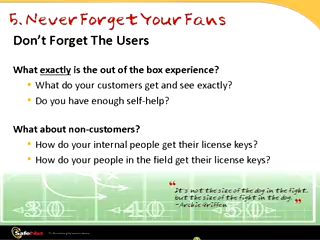 5. Never Forget Your Fans
Don't Forget The Users
What exactly is the out of the box experience?
• What do your customers get and see exactly?
• Do you have enough self-help?
What about non-customers?
• How do your internal people get their license keys?
• How do your people in the field get their license keys?
"It's not the size of the dog in the fight,
but the size of the fight in the dog."
-Archie Griffen
SafeNet